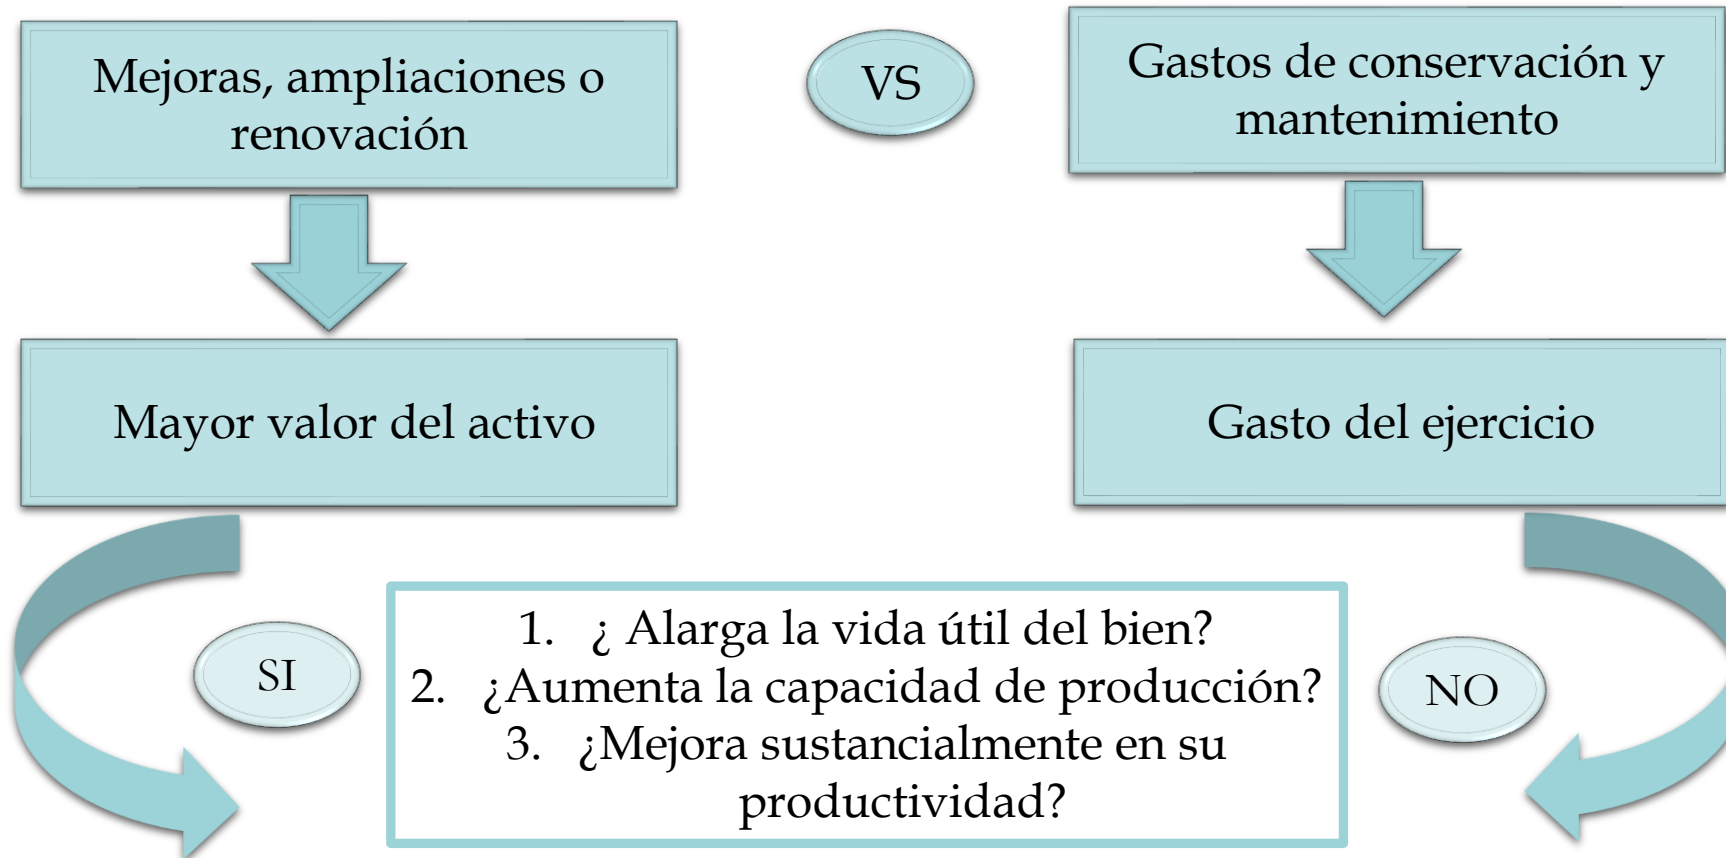 Mejoras, ampliaciones o
renovación
VS
Gastos de conservación y
mantenimiento
Mayor valor del activo
Gasto del ejercicio
SI
1. ¿ Alarga la vida útil del bien?
2. ¿Aumenta la capacidad de producción?
3. ¿Mejora sustancialmente en su
productividad?
NO